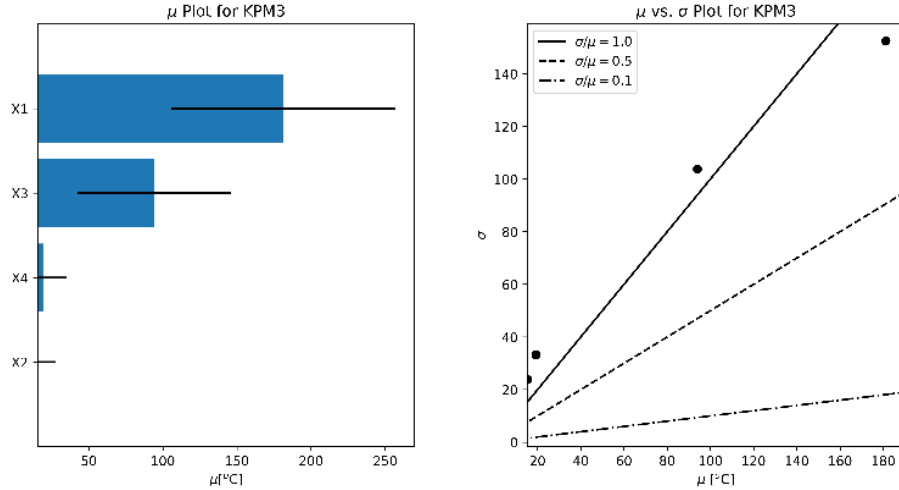 μ Plot for KPM3
X1
X3
X4
X2
50 100 150 200 250
μ[°C]
μ vs. σ Plot for KPM3
σ/μ = 1.0
σ/μ = 0.5
σ/μ = 0.1
140
120
100
80
60
40
20
0
σ
20 40 60 80 100 120 140 160 180
μ [°C]